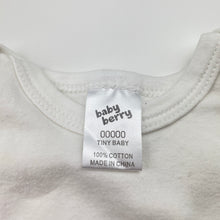 baby
berry
00000
TINY BABY
100% COTTON
MADE IN CHINA